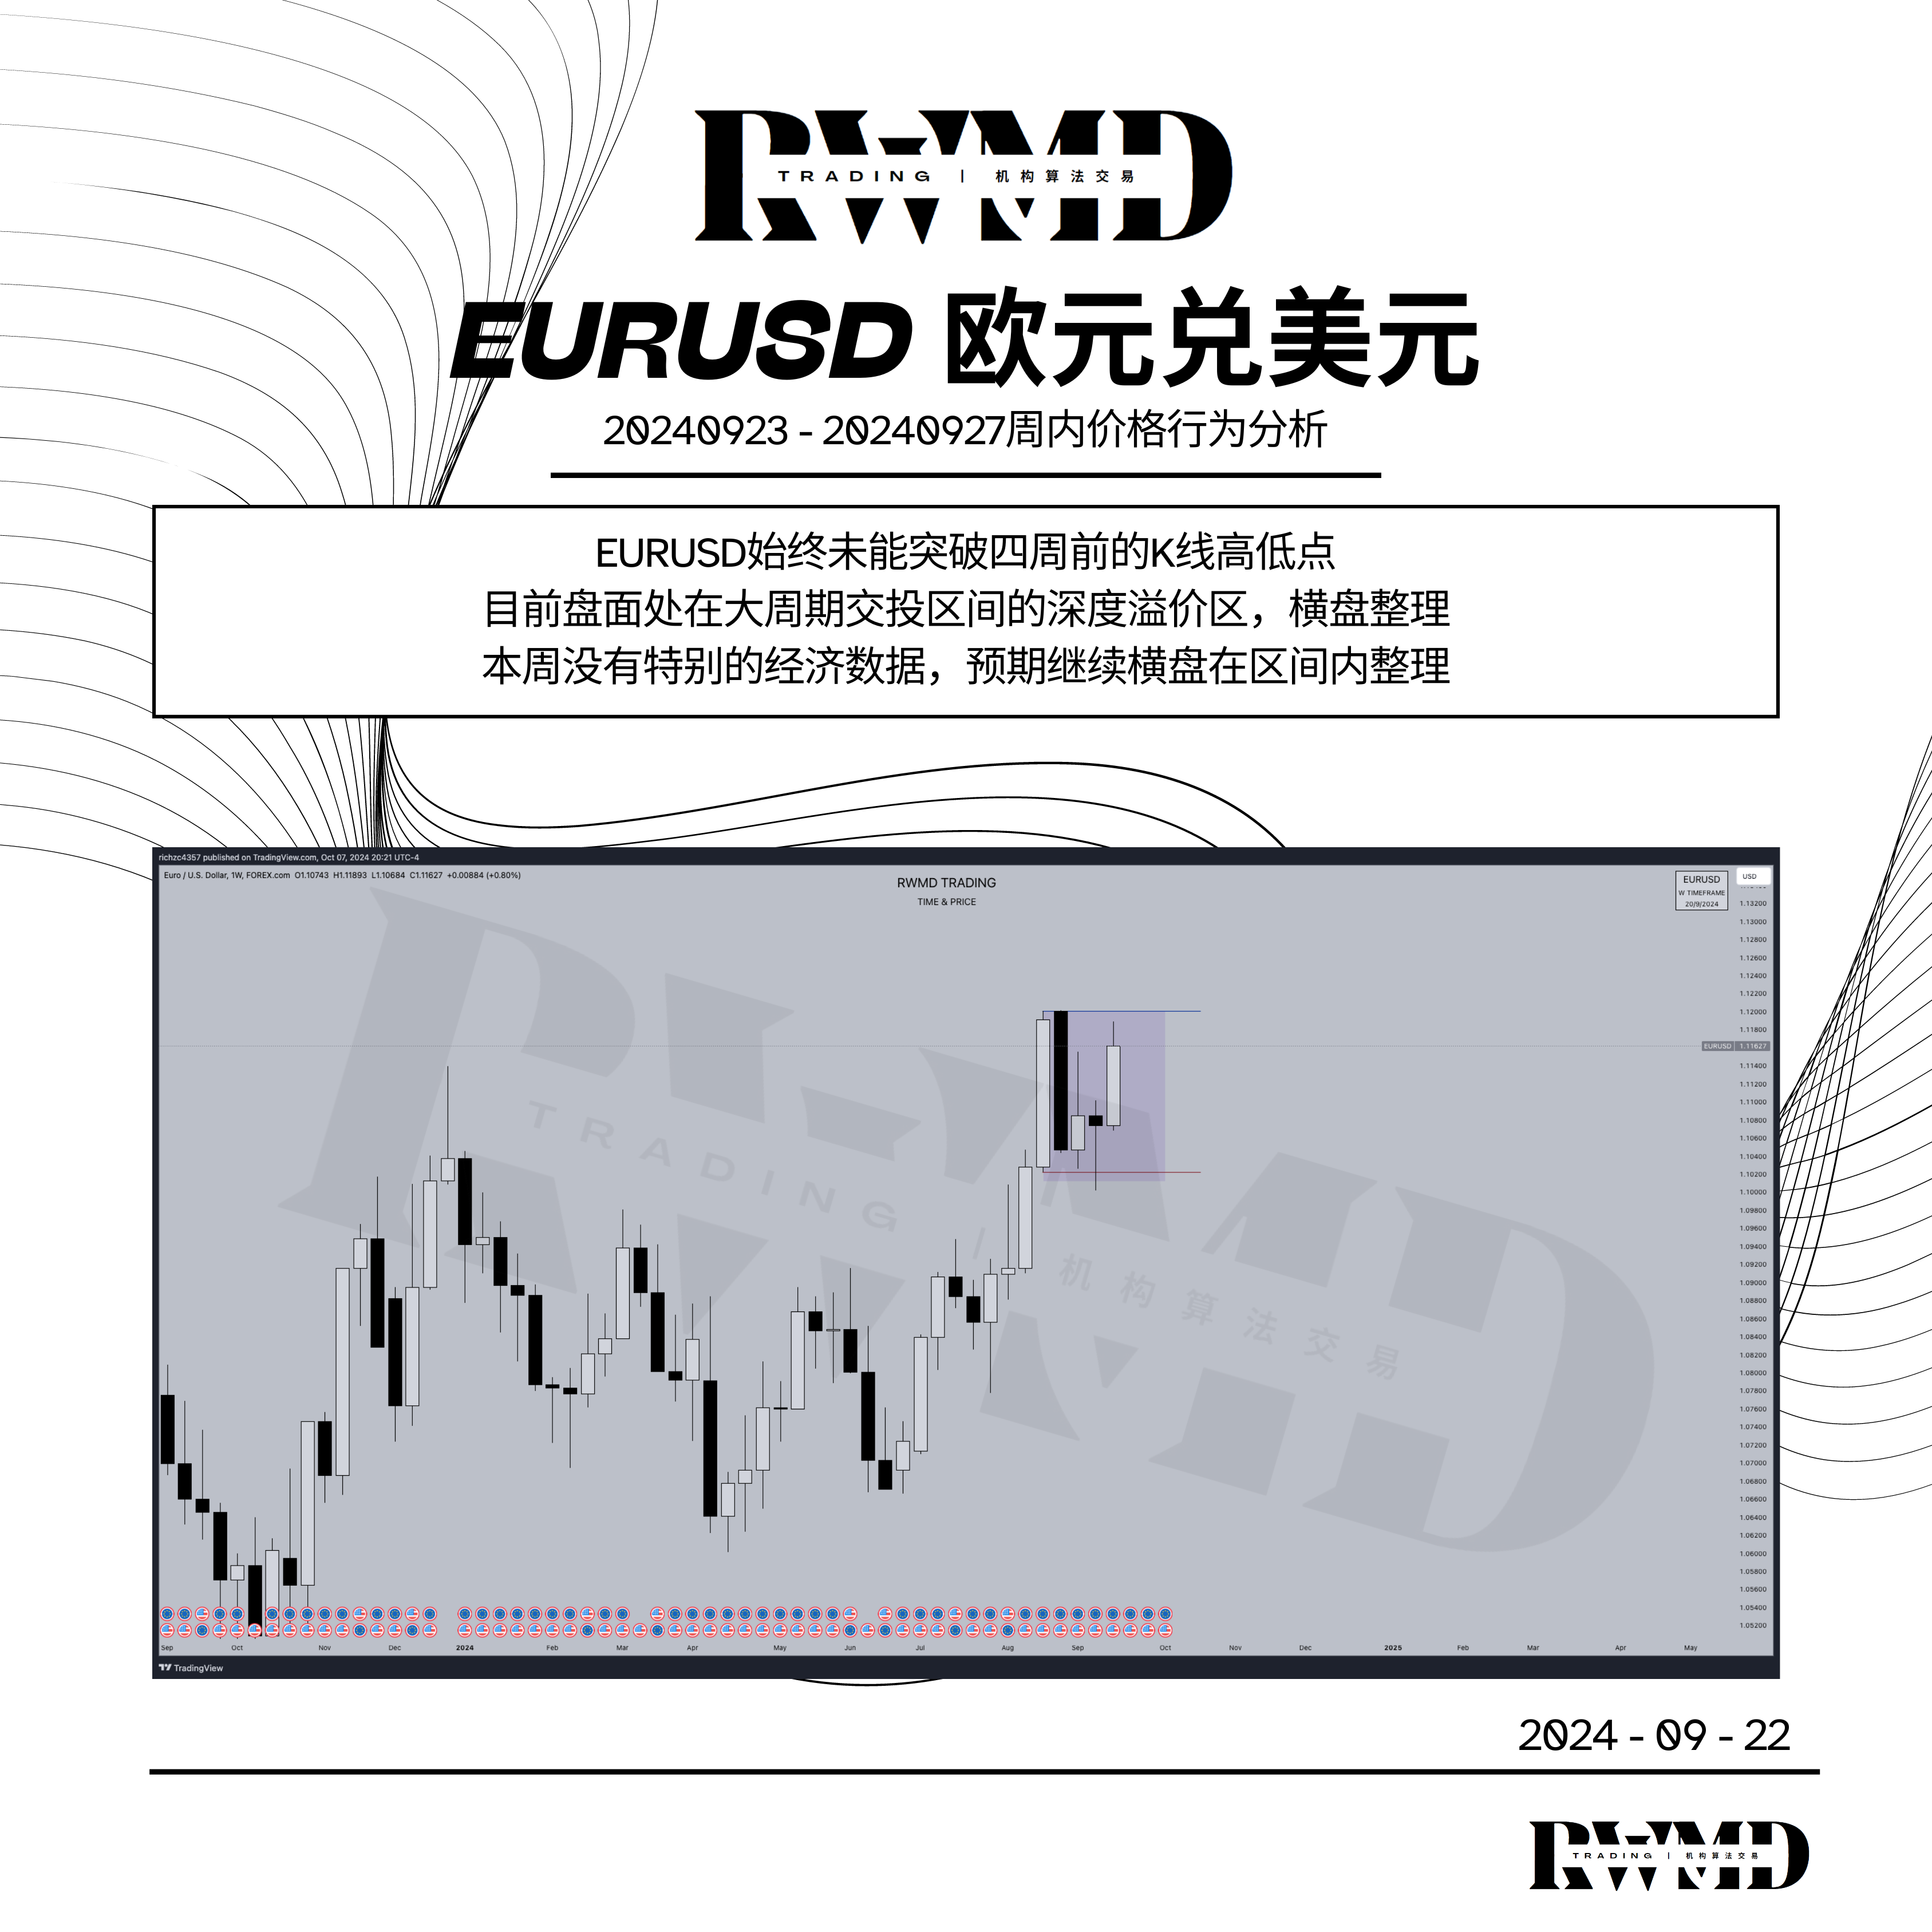 RWMD
TRADING | 机构算法交易
EURUSD 欧元兑美元
20240923 - 20240927周内价格行为分析
EURUSD始终未能突破四周前的K线高低点
目前盘面处在大周期交投区间的深度溢价区，横盘整理
本周没有特别的经济数据，预期继续横盘在区间内整理
richzc4357 published on TradingView.com, Oct 07, 2024 20:21 UTC-4
Euro / U.S. Dollar, 1W, FOREX.com O1.10743 H1.11893 L1.10684 C1.11627 +0.00884 (+0.80%)
RWMD TRADING
TIME & PRICE
EURUSD
W TIMEFRAME
20/9/2024
USD
1.13200
1.13000
1.12800
1.12600
1.12400
1.12200
1.12000
1.11800
EURUSD 1.11627
1.11400
1.11200
1.11000
1.10800
1.10600
1.10400
1.10200
1.10000
1.09800
1.09600
1.09400
1.09200
1.09000
1.08800
1.08600
1.08400
1.08200
1.08000
1.07800
1.07600
1.07400
1.07200
1.07000
1.06800
1.06600
1.06400
1.06200
1.06000
1.05800
1.05600
1.05400
1.05200
RWMD
TRADING | 机构算法交易
Sep Oct Nov Dec 2024 Feb Mar Apr May Jun Jul Aug Sep Oct Nov Dec 2025 Feb Mar Apr May
TradingView
2024 - 09 - 22
RWMD
TRADING | 机构算法交易